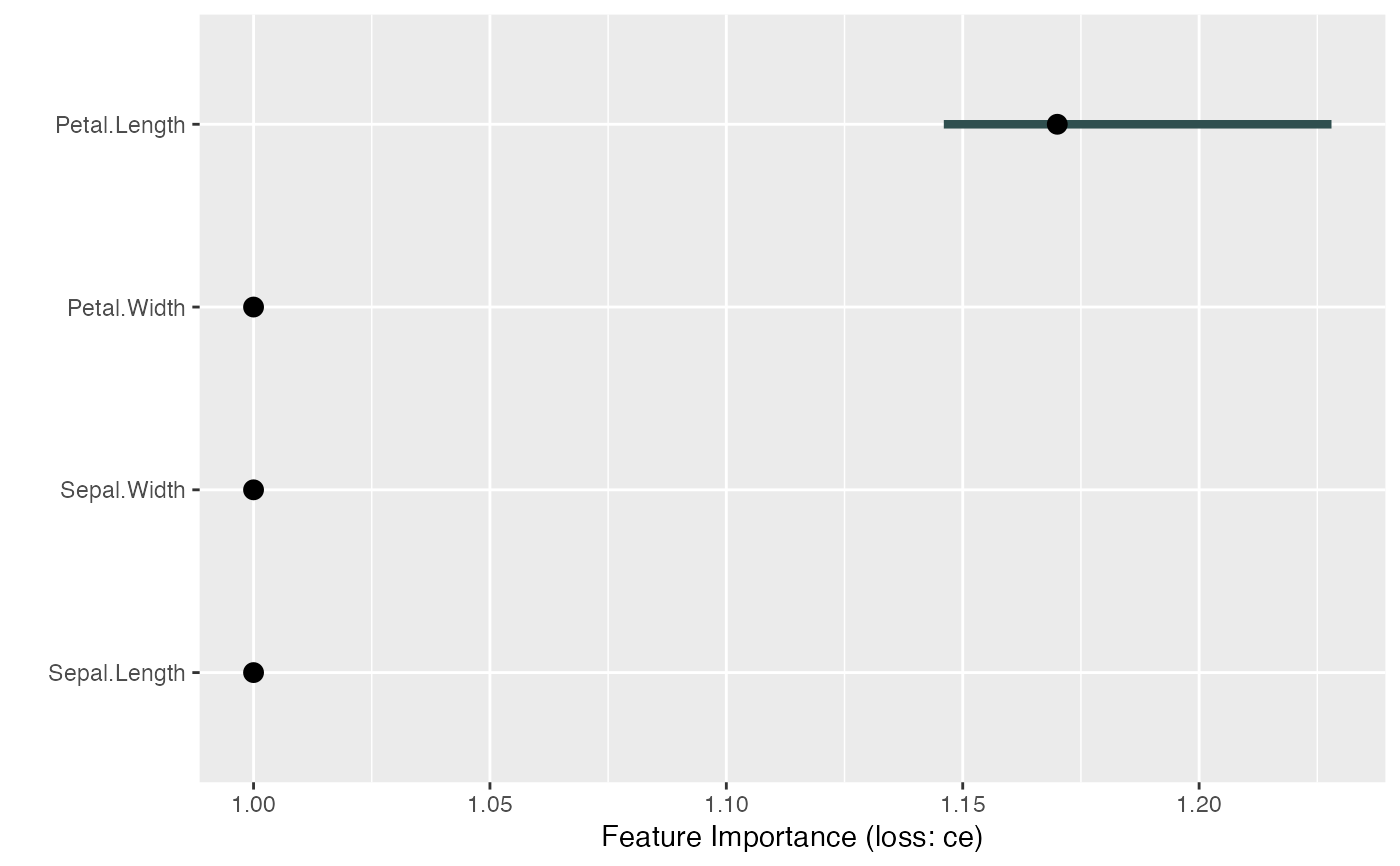 Petal.Length
Petal.Width
Sepal.Width
Sepal.Length
1.00 1.05 1.10 1.15 1.20
Feature Importance (loss: ce)